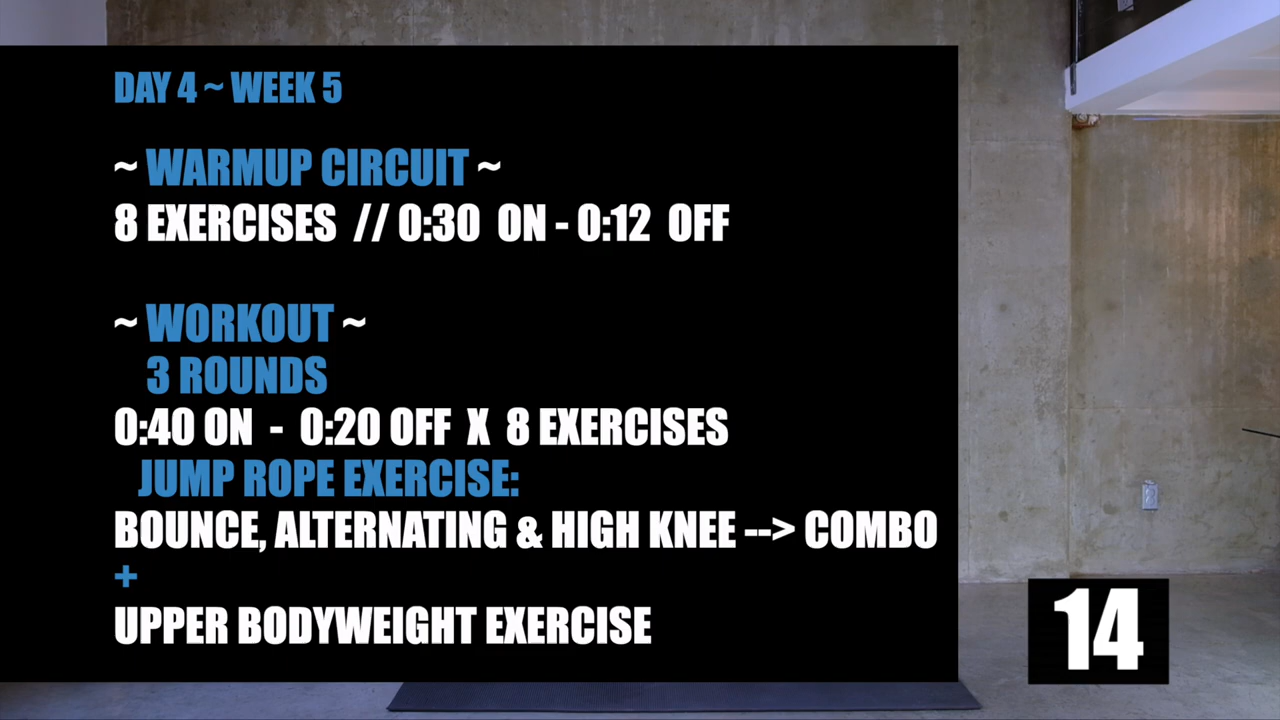 DAY 4 ~ WEEK 5
~ WARMUP CIRCUIT ~
8 EXERCISES // 0:30 ON - 0:12 OFF
~ WORKOUT ~
3 ROUNDS
0:40 ON - 0:20 OFF X 8 EXERCISES
JUMP ROPE EXERCISE:
BOUNCE, ALTERNATING & HIGH KNEE --> COMBO
+
UPPER BODYWEIGHT EXERCISE
14